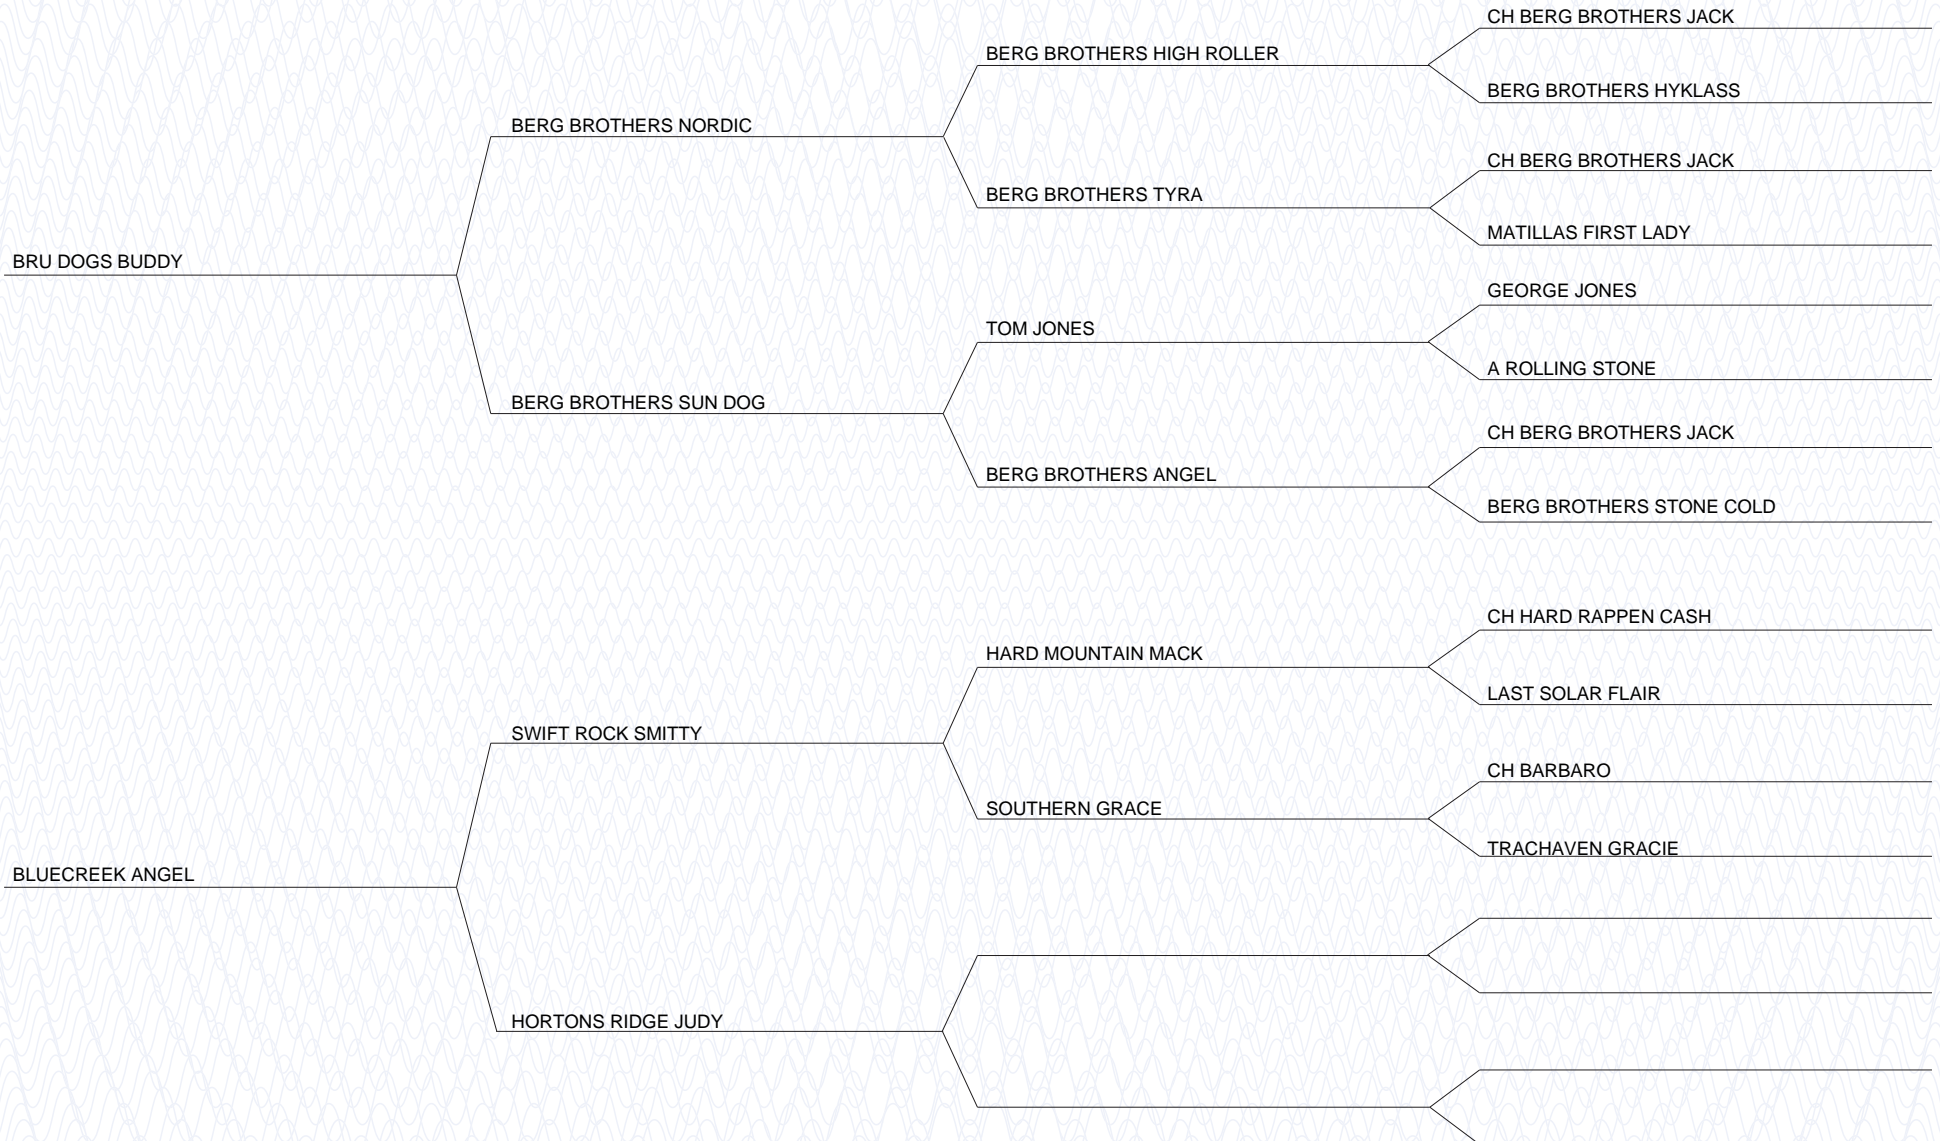 CH BERG BROTHERS JACK
BERG BROTHERS HIGH ROLLER
BERG BROTHERS HYKLASS
BERG BROTHERS NORDIC
CH BERG BROTHERS JACK
BERG BROTHERS TYRA
MATILLAS FIRST LADY
BRU DOGS BUDDY
GEORGE JONES
TOM JONES
A ROLLING STONE
BERG BROTHERS SUN DOG
CH BERG BROTHERS JACK
BERG BROTHERS ANGEL
BERG BROTHERS STONE COLD
CH HARD RAPPEN CASH
HARD MOUNTAIN MACK
LAST SOLAR FLAIR
SWIFT ROCK SMITTY
CH BARBARO
SOUTHERN GRACE
TRACHAVEN GRACIE
BLUECREEK ANGEL
HORTONS RIDGE JUDY